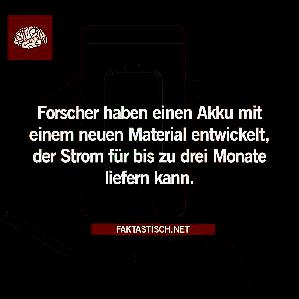 Forscher haben einen Akku mit
einem neuen Material entwickelt,
der Strom für bis zu drei Monate
liefern kann.
FAKTASTISCH.NET